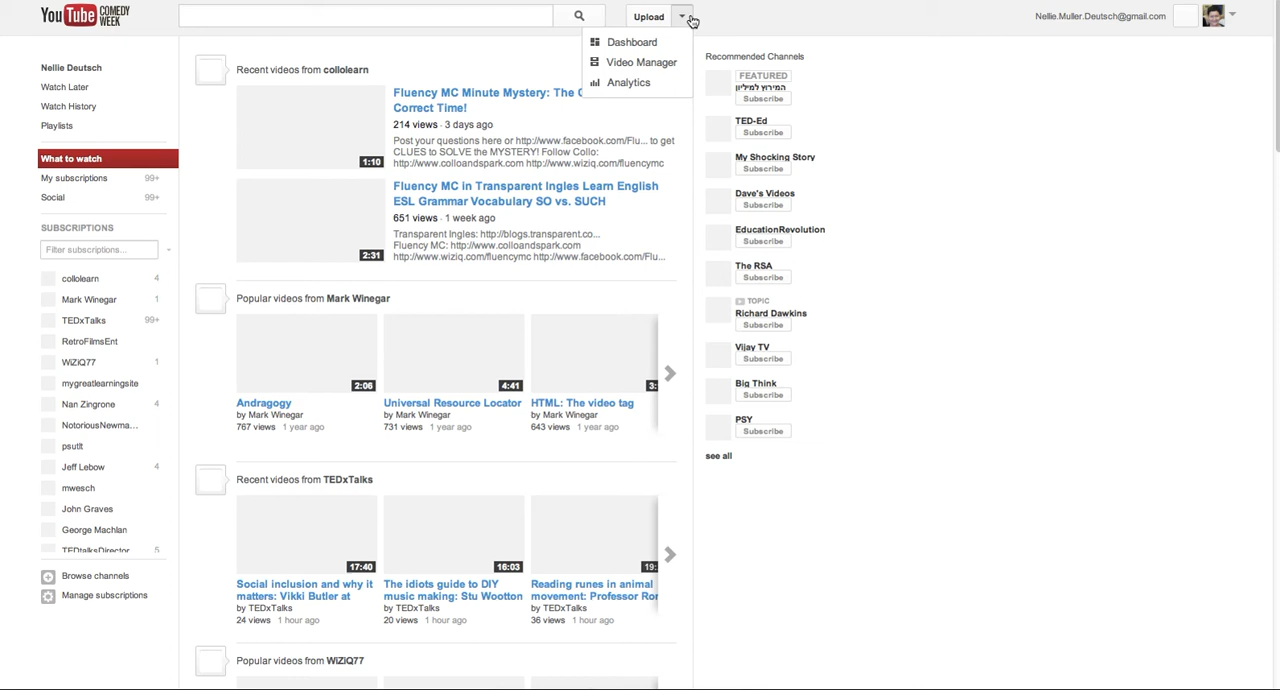 YouTube COMEDY WEEK
Upload
Nellie.Muller.Deutsch@gmail.com
Dashboard
Video Manager
Analytics
Nellie Deutsch
Watch Later
Watch History
Playlists
What to watch
My subscriptions 99+
Social 99+
SUBSCRIPTIONS
Filter subscriptions...
collolearn 4
Mark Winegar 1
TEDxTalks 99+
RetroFilmsEnt
WiZiQ77 1
mygreatlearningsite
Nan Zingrone 4
NotoriousNewma...
psutlt
Jeff Lebow 4
mwesch
John Graves
George Machlan
TEDtalksDirector 5
Browse channels
Manage subscriptions
Recent videos from collolearn
Fluency MC Minute Mystery: The
Correct Time!
214 views · 3 days ago
Post your questions here or http://www.facebook.com/Flu... to get
CLUES to SOLVE the MYSTERY! Follow Collo:
http://www.colloandspark.com http://www.wiziq.com/fluencymc
1:10
Fluency MC in Transparent Ingles Learn English
ESL Grammar Vocabulary SO vs. SUCH
651 views · 1 week ago
Transparent Ingles: http://blogs.transparent.co...
Fluency MC: http://www.colloandspark.com
http://www.wiziq.com/fluencymc http://www.facebook.com/Flu...
2:31
Popular videos from Mark Winegar
2:06
Andragogy
by Mark Winegar
767 views 1 year ago
4:41
Universal Resource Locator
by Mark Winegar
731 views 1 year ago
3:
HTML: The video tag
by Mark Winegar
643 views 1 year ago
Recent videos from TEDxTalks
17:40
Social inclusion and why it
matters: Vikki Butler at
by TEDxTalks
24 views 1 hour ago
16:03
The idiots guide to DIY
music making: Stu Wootton
by TEDxTalks
20 views 1 hour ago
19:
Reading runes in animal
movement: Professor Ror
by TEDxTalks
36 views 1 hour ago
Popular videos from WiZiQ77
Recommended Channels
FEATURED
המירוץ למיליון
Subscribe
TED-Ed
Subscribe
My Shocking Story
Subscribe
Dave's Videos
Subscribe
EducationRevolution
Subscribe
The RSA
Subscribe
TOPIC
Richard Dawkins
Subscribe
Vijay TV
Subscribe
Big Think
Subscribe
PSY
Subscribe
see all